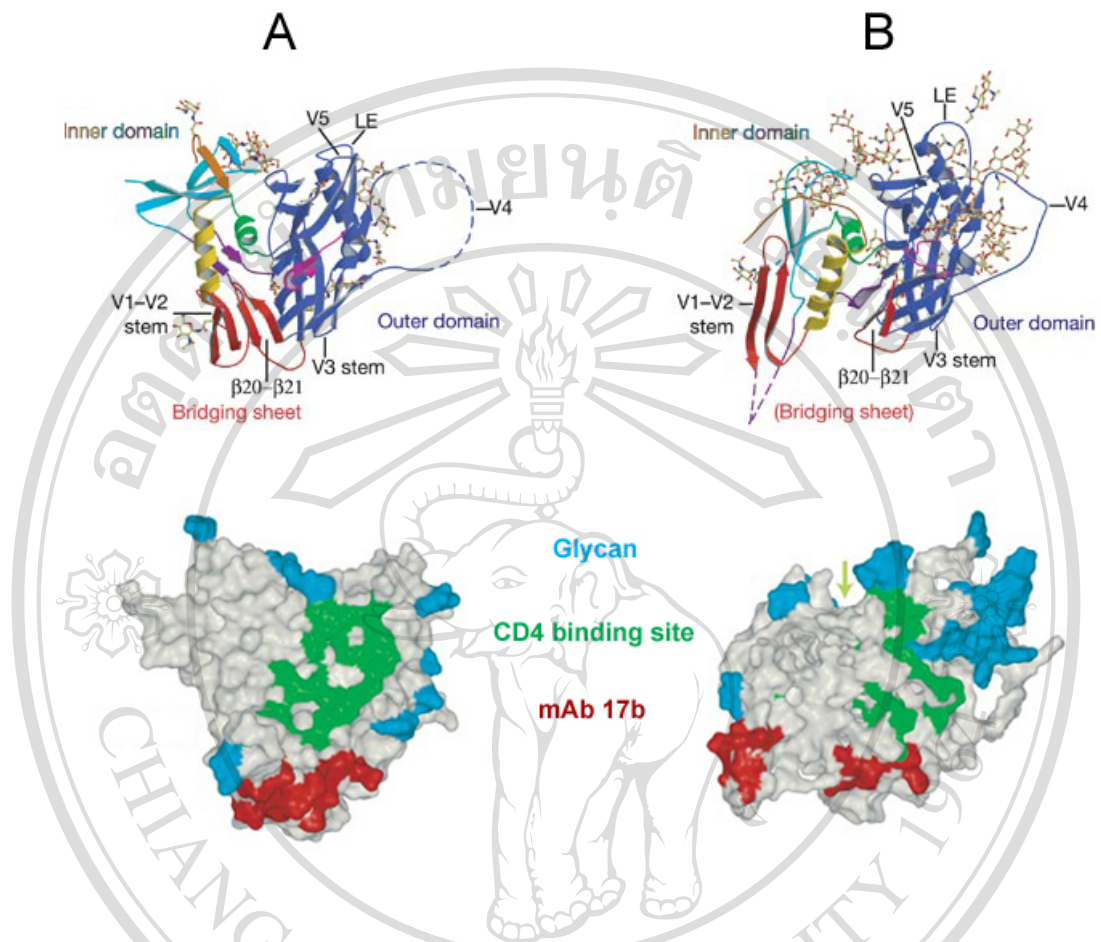 A
B
Inner domain
V5
LE
V4
V1–V2
stem
Outer domain
V3 stem
β20–β21
Bridging sheet
Inner domain
V5
LE
V4
V1–V2
stem
Outer domain
V3 stem
β20–β21
(Bridging sheet)
Glycan
CD4 binding site
mAb 17b
CHIANG